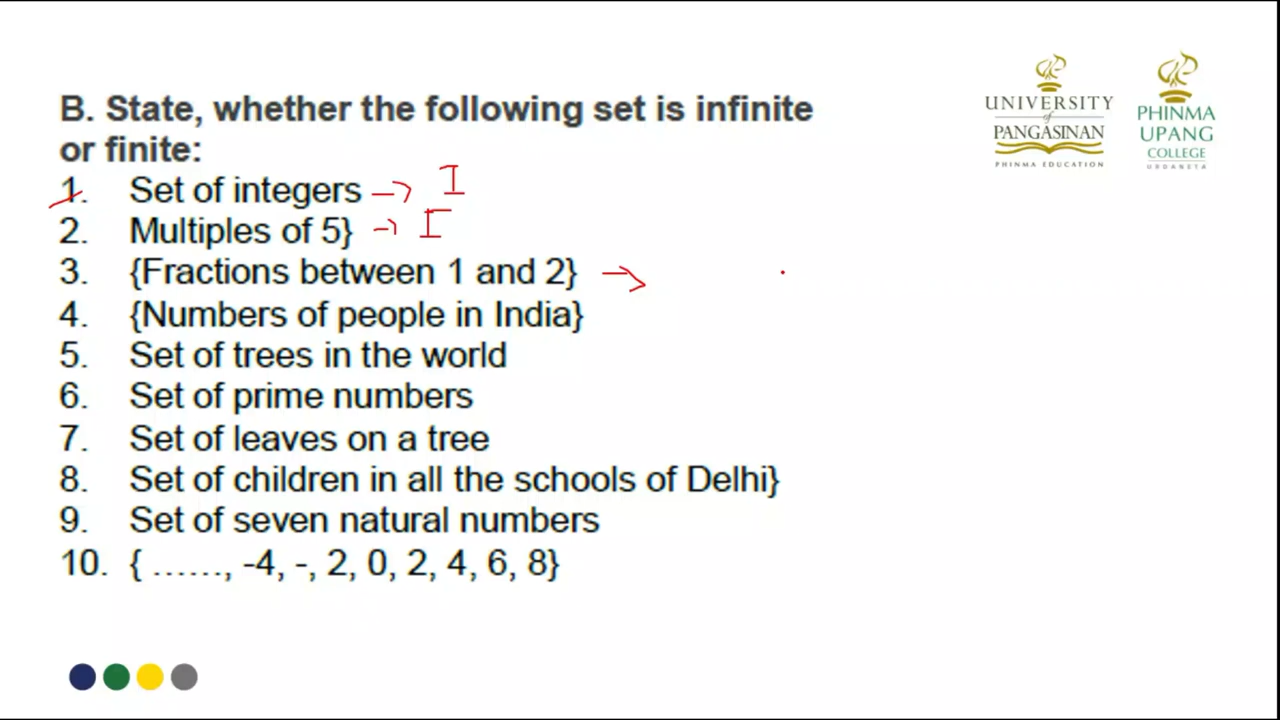 UNIVERSITY
of
PANGASINAN
PHINMA EDUCATION
PHINMA
UPANG
COLLEGE
URDANETA
B. State, whether the following set is infinite
or finite:
1. Set of integers → I
2. Multiples of 5} → I
3. {Fractions between 1 and 2} →
4. {Numbers of people in India}
5. Set of trees in the world
6. Set of prime numbers
7. Set of leaves on a tree
8. Set of children in all the schools of Delhi}
9. Set of seven natural numbers
10. { ……, -4, -, 2, 0, 2, 4, 6, 8}